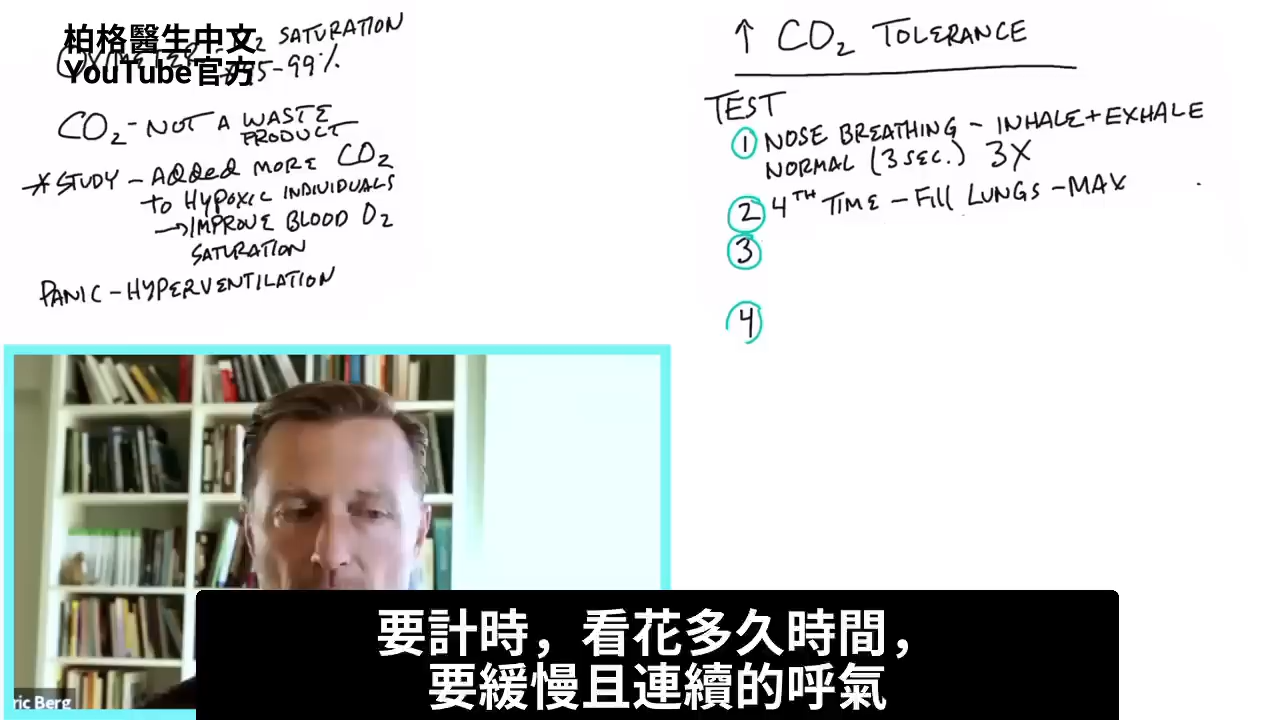 柏格醫生中文
YouTube官方
SATURATION
95-99%
CO2-NOT A WASTE
PRODUCT
*STUDY - ADDED MORE CO2
TO HYPOXIC INDIVIDUALS
→IMPROVE BLOOD O2
SATURATION
PANIC-HYPERVENTILATION
↑ CO2 TOLERANCE
TEST
1 NOSE BREATHING - INHALE+EXHALE
NORMAL (3 SEC.) 3X
2 4TH TIME - FILL LUNGS - MAX
3
4
ric Berg
要計時，看花多久時間，
要緩慢且連續的呼氣